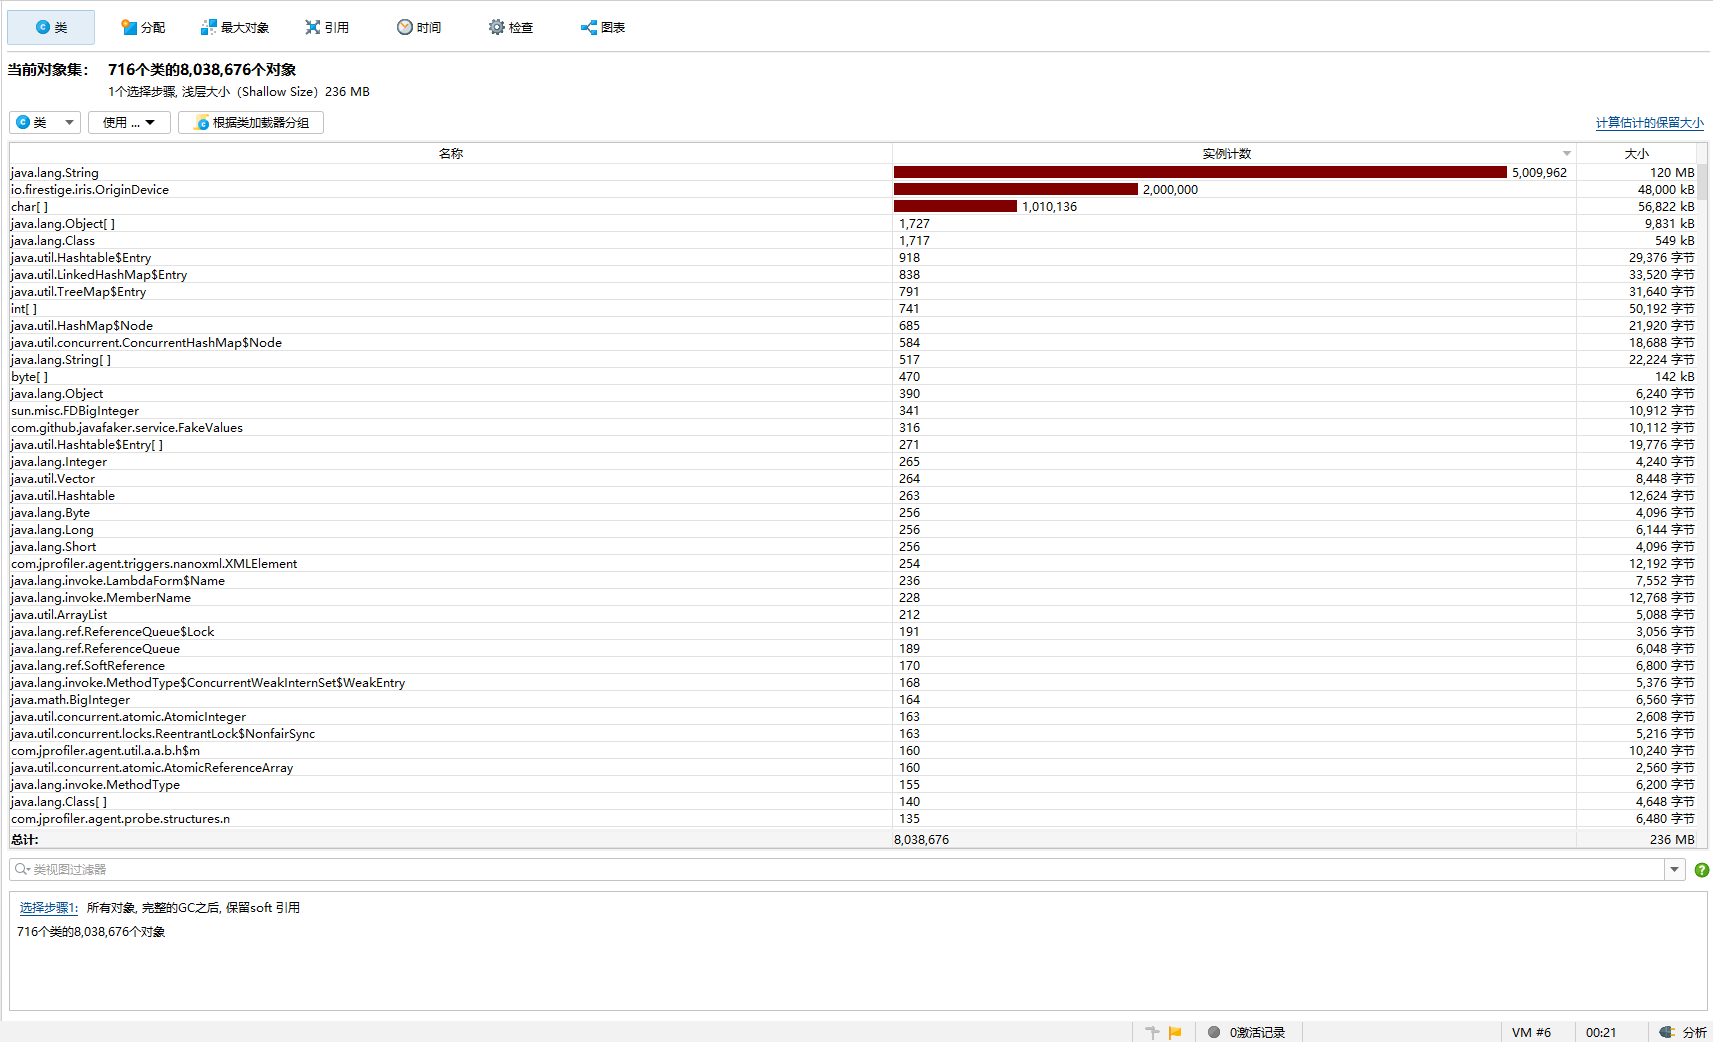 类 分配 最大对象 引用 时间 检查 图表
当前对象集： 716个类的8,038,676个对象
1个选择步骤, 浅层大小（Shallow Size）236 MB
类 使用 ... 根据类加载器分组 计算估计的保留大小
名称 实例计数 大小
java.lang.String 5,009,962 120 MB
io.firestige.iris.OriginDevice 2,000,000 48,000 kB
char[ ] 1,010,136 56,822 kB
java.lang.Object[ ] 1,727 9,831 kB
java.lang.Class 1,717 549 kB
java.util.Hashtable$Entry 918 29,376 字节
java.util.LinkedHashMap$Entry 838 33,520 字节
java.util.TreeMap$Entry 791 31,640 字节
int[ ] 741 50,192 字节
java.util.HashMap$Node 685 21,920 字节
java.util.concurrent.ConcurrentHashMap$Node 584 18,688 字节
java.lang.String[ ] 517 22,224 字节
byte[ ] 470 142 kB
java.lang.Object 390 6,240 字节
sun.misc.FDBigInteger 341 10,912 字节
com.github.javafaker.service.FakeValues 316 10,112 字节
java.util.Hashtable$Entry[ ] 271 19,776 字节
java.lang.Integer 265 4,240 字节
java.util.Vector 264 8,448 字节
java.util.Hashtable 263 12,624 字节
java.lang.Byte 256 4,096 字节
java.lang.Long 256 6,144 字节
java.lang.Short 256 4,096 字节
com.jprofiler.agent.triggers.nanoxml.XMLElement 254 12,192 字节
java.lang.invoke.LambdaForm$Name 236 7,552 字节
java.lang.invoke.MemberName 228 12,768 字节
java.util.ArrayList 212 5,088 字节
java.lang.ref.ReferenceQueue$Lock 191 3,056 字节
java.lang.ref.ReferenceQueue 189 6,048 字节
java.lang.ref.SoftReference 170 6,800 字节
java.lang.invoke.MethodType$ConcurrentWeakInternSet$WeakEntry 168 5,376 字节
java.math.BigInteger 164 6,560 字节
java.util.concurrent.atomic.AtomicInteger 163 2,608 字节
java.util.concurrent.locks.ReentrantLock$NonfairSync 163 5,216 字节
com.jprofiler.agent.util.a.a.b.h$m 160 10,240 字节
java.util.concurrent.atomic.AtomicReferenceArray 160 2,560 字节
java.lang.invoke.MethodType 155 6,200 字节
java.lang.Class[ ] 140 4,648 字节
com.jprofiler.agent.probe.structures.n 135 6,480 字节
总计: 8,038,676 236 MB
类视图过滤器
选择步骤1: 所有对象, 完整的GC之后, 保留soft 引用
716个类的8,038,676个对象
0激活记录 VM #6 00:21 分析